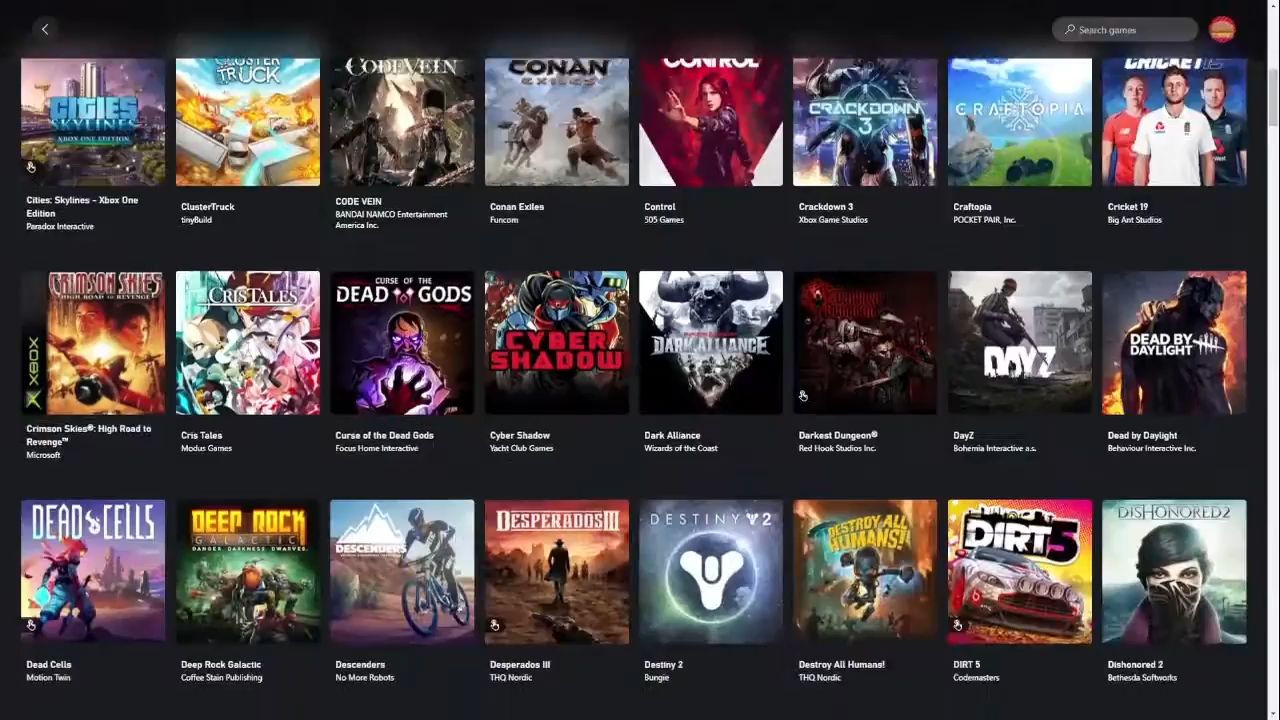 Search games
CITIES
SKYLINES
XBOX ONE EDITION
CLUSTER
TRUCK
CODE VEIN
CONAN
EXILES
CONTROL
CRACKDOWN
3
CRAFTOPIA
CRICKET 19
Cities: Skylines - Xbox One
Edition
Paradox Interactive
ClusterTruck
tinyBuild
CODE VEIN
BANDAI NAMCO Entertainment
America Inc.
Conan Exiles
Funcom
Control
505 Games
Crackdown 3
Xbox Game Studios
Craftopia
POCKET PAIR, Inc.
Cricket 19
Big Ant Studios
CRIMSON SKIES
HIGH ROAD TO REVENGE
XBOX
CRIS TALES
CURSE OF THE
DEAD GODS
CYBER
SHADOW
DARK ALLIANCE
DAYZ
DEAD BY
DAYLIGHT
Crimson Skies®: High Road to
Revenge™
Microsoft
Cris Tales
Modus Games
Curse of the Dead Gods
Focus Home Interactive
Cyber Shadow
Yacht Club Games
Dark Alliance
Wizards of the Coast
Darkest Dungeon®
Red Hook Studios Inc.
DayZ
Bohemia Interactive a.s.
Dead by Daylight
Behaviour Interactive Inc.
DEAD CELLS
DEEP ROCK
GALACTIC
DANGER. DARKNESS. DWARVES.
DESCENDERS
DESPERADOS III
DESTINY 2
DESTROY ALL
HUMANS!
DIRT 5
DISHONORED 2
Dead Cells
Motion Twin
Deep Rock Galactic
Coffee Stain Publishing
Descenders
No More Robots
Desperados III
THQ Nordic
Destiny 2
Bungie
Destroy All Humans!
THQ Nordic
DIRT 5
Codemasters
Dishonored 2
Bethesda Softworks